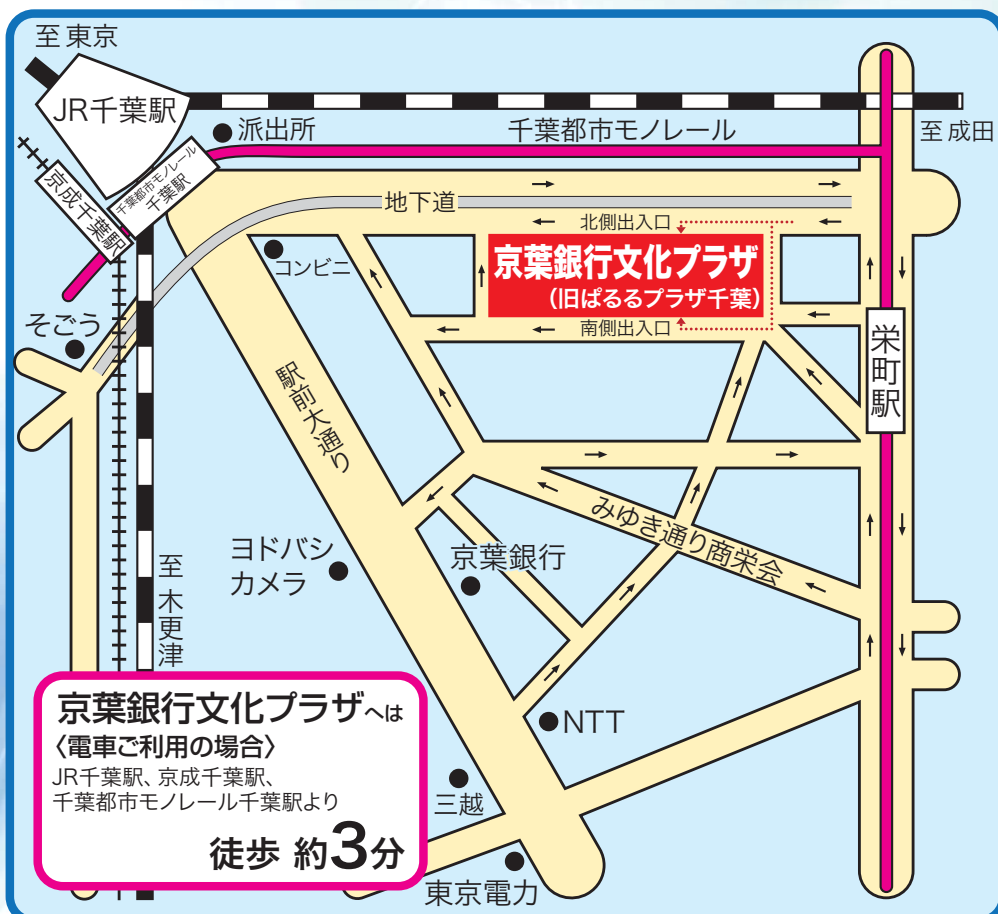 至 東京
JR千葉駅
派出所
千葉都市モノレール
至 成田
京成千葉駅
千葉都市モノレール
千葉駅
地下道
北側出入口
コンビニ
京葉銀行文化プラザ
(旧ぱるるプラザ千葉)
南側出入口
そごう
栄町駅
駅前大通り
みゆき通り商栄会
ヨドバシ
カメラ
京葉銀行
至木更津
京葉銀行文化プラザへは
〈電車ご利用の場合〉
JR千葉駅、京成千葉駅、
千葉都市モノレール千葉駅より
徒歩 約3分
NTT
三越
東京電力